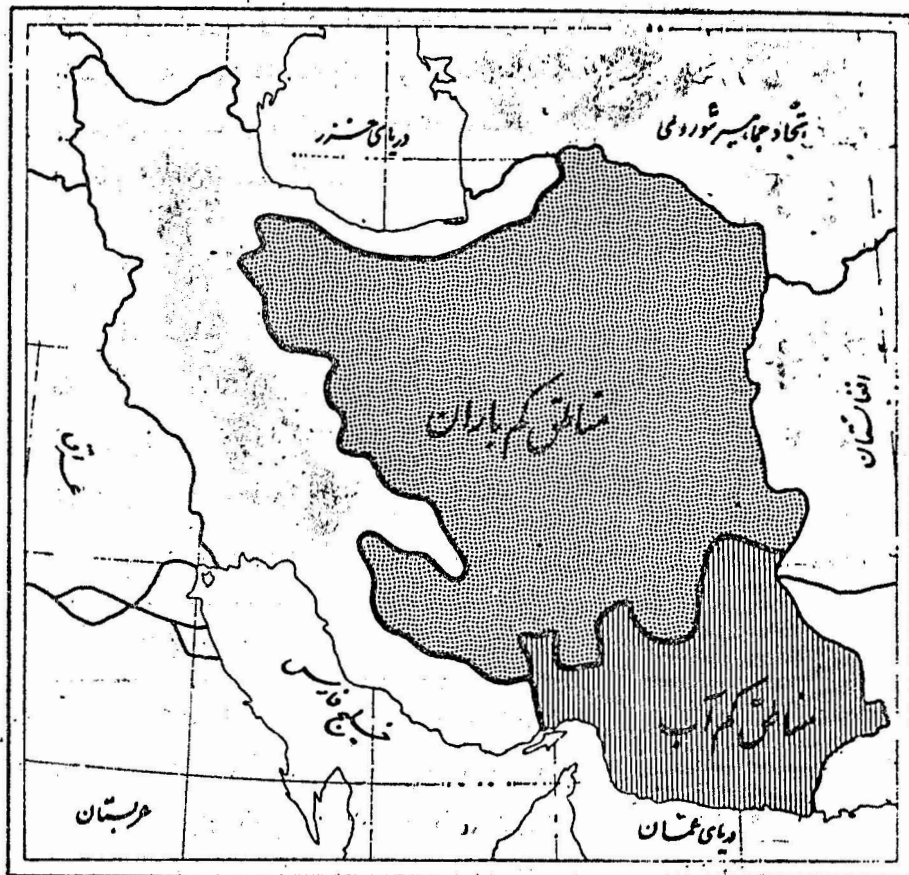 اتحاد جماهیر شوروی
دریای خزر
افغانستان
مناطق کم باران
عراق
خلیج فارس
مناطق کم آب
عربستان
دریای عمان